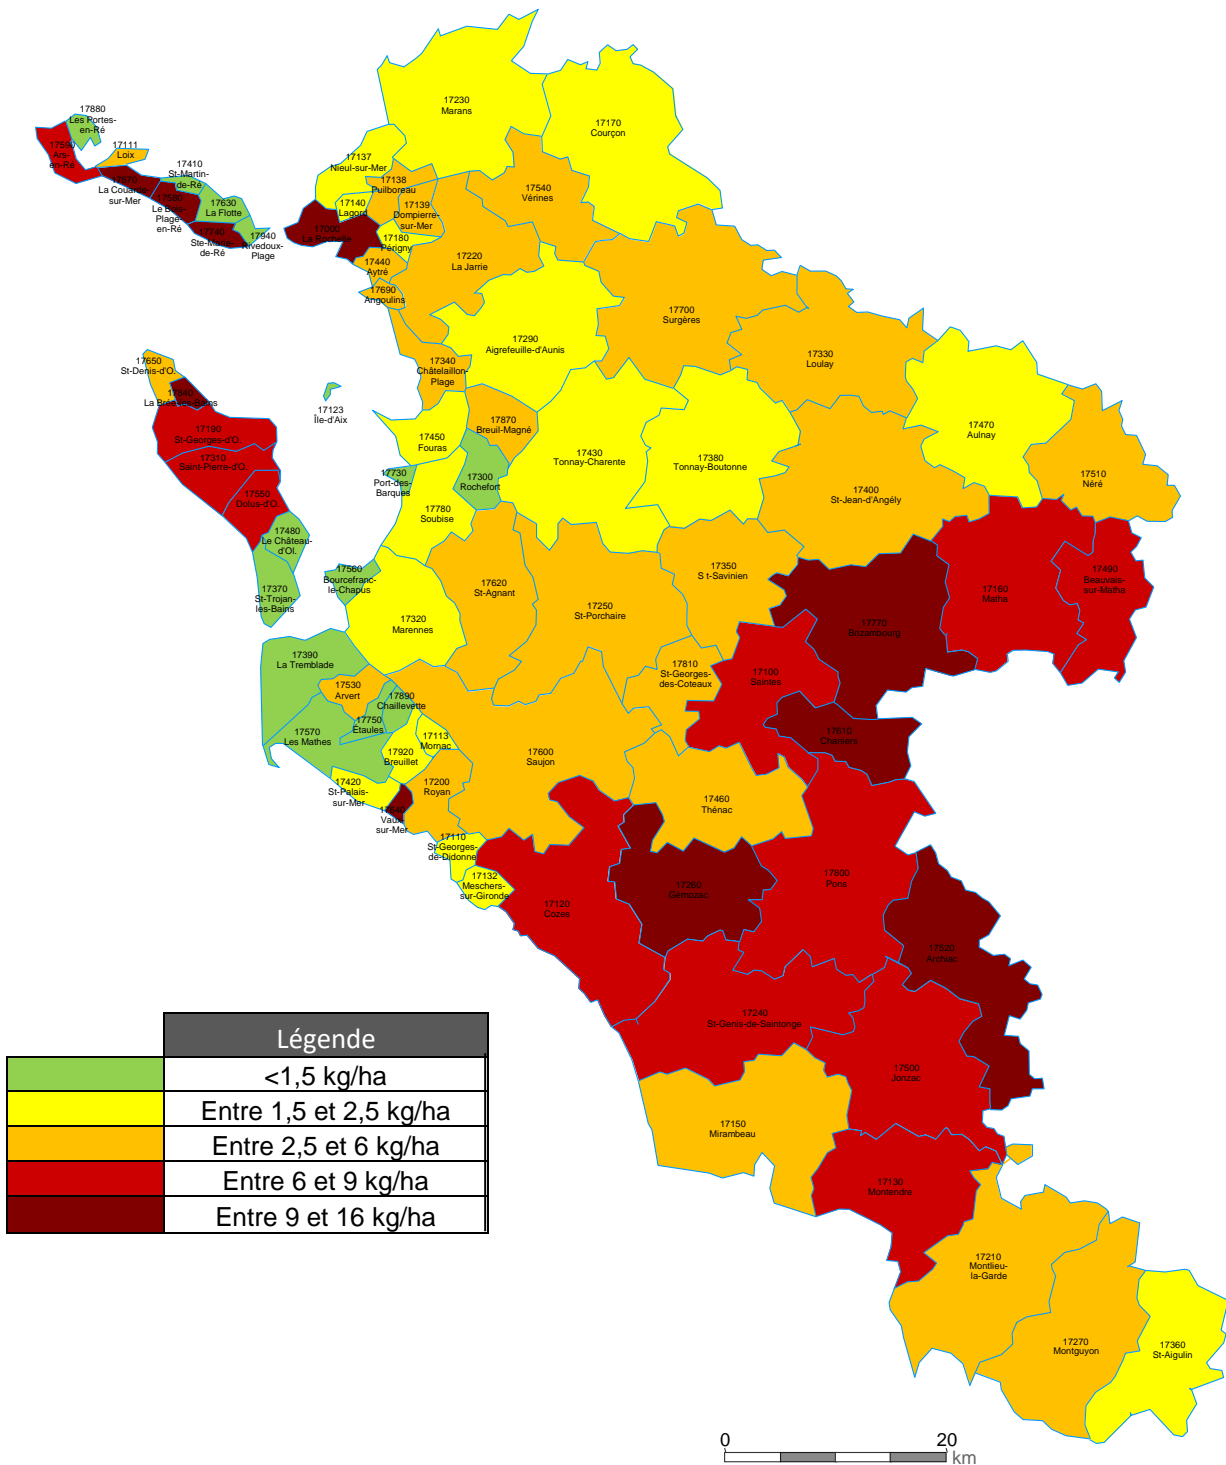 17230
Marans
17170
Courçon
17880
Les Portes-
en-Ré
17590
Ars-
en-Ré
17111
Loix
17410
St-Martin-
de-Ré
17670
La Couarde-
sur-Mer
17580
Le Bois-
Plage-
en-Ré
17630
La Flotte
17740
Ste-Marie-
de-Ré
17940
Rivedoux-
Plage
17137
Nieul-sur-Mer
17138
Puilboreau
17140
Lagord
17139
Dompierre-
sur-Mer
17540
Vérines
17000
La Rochelle
17180
Périgny
17440
Aytré
17220
La Jarrie
17690
Angoulins
17700
Surgères
17290
Aigrefeuille-d'Aunis
17330
Loulay
17340
Châtelaillon-
Plage
17650
St-Denis-d'O.
17840
La Brée-les-Bains
17123
Île-d'Aix
17190
St-Georges-d'O.
17310
Saint-Pierre-d'O.
17550
Dolus-d'O.
17480
Le Château-
d'Ol.
17370
St-Trojan-
les-Bains
17450
Fouras
17870
Breuil-Magné
17430
Tonnay-Charente
17380
Tonnay-Boutonne
17470
Aulnay
17510
Néré
17730
Port-des-
Barques
17300
Rochefort
17400
St-Jean-d'Angély
17780
Soubise
17560
Bourcefranc-
le-Chapus
17620
St-Agnant
17250
St-Porchaire
17350
S t-Savinien
17160
Matha
17490
Beauvais-
sur-Matha
17320
Marennes
17770
Brizambourg
17390
La Tremblade
17530
Arvert
17890
Chaillevette
17810
St-Georges-
des-Coteaux
17100
Saintes
17750
Étaules
17570
Les Mathes
17113
Mornac
17920
Breuillet
17610
Chaniers
17600
Saujon
17420
St-Palais-
sur-Mer
17200
Royan
17640
Vaux-
sur-Mer
17460
Thénac
17110
St-Georges-
de-Didonne
17132
Meschers-
sur-Gironde
17120
Cozes
17260
Gémozac
17800
Pons
17520
Archiac
17240
St-Genis-de-Saintonge
17500
Jonzac
17150
Mirambeau
17130
Montendre
17210
Montlieu-
la-Garde
17270
Montguyon
17360
St-Aigulin
Légende
<1,5 kg/ha
Entre 1,5 et 2,5 kg/ha
Entre 2,5 et 6 kg/ha
Entre 6 et 9 kg/ha
Entre 9 et 16 kg/ha
0 20
km